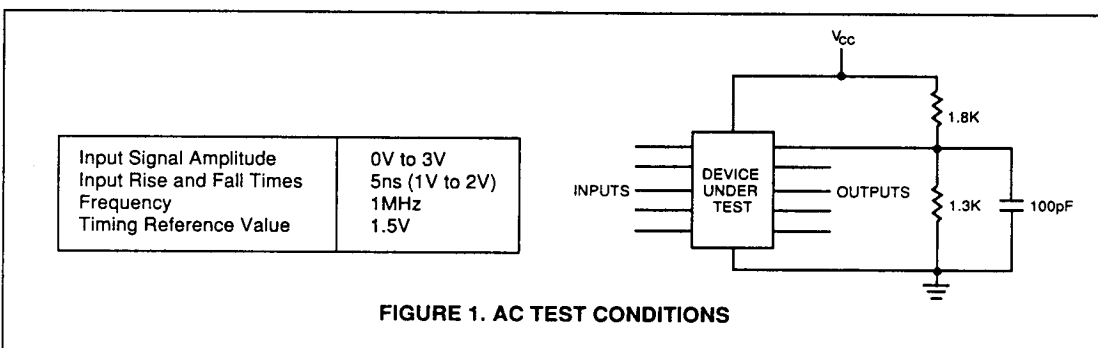 Input Signal Amplitude 0V to 3V
Input Rise and Fall Times 5ns (1V to 2V)
Frequency 1MHz
Timing Reference Value 1.5V
VCC
1.8K
INPUTS
DEVICE
UNDER
TEST
OUTPUTS
1.3K
100pF
FIGURE 1. AC TEST CONDITIONS